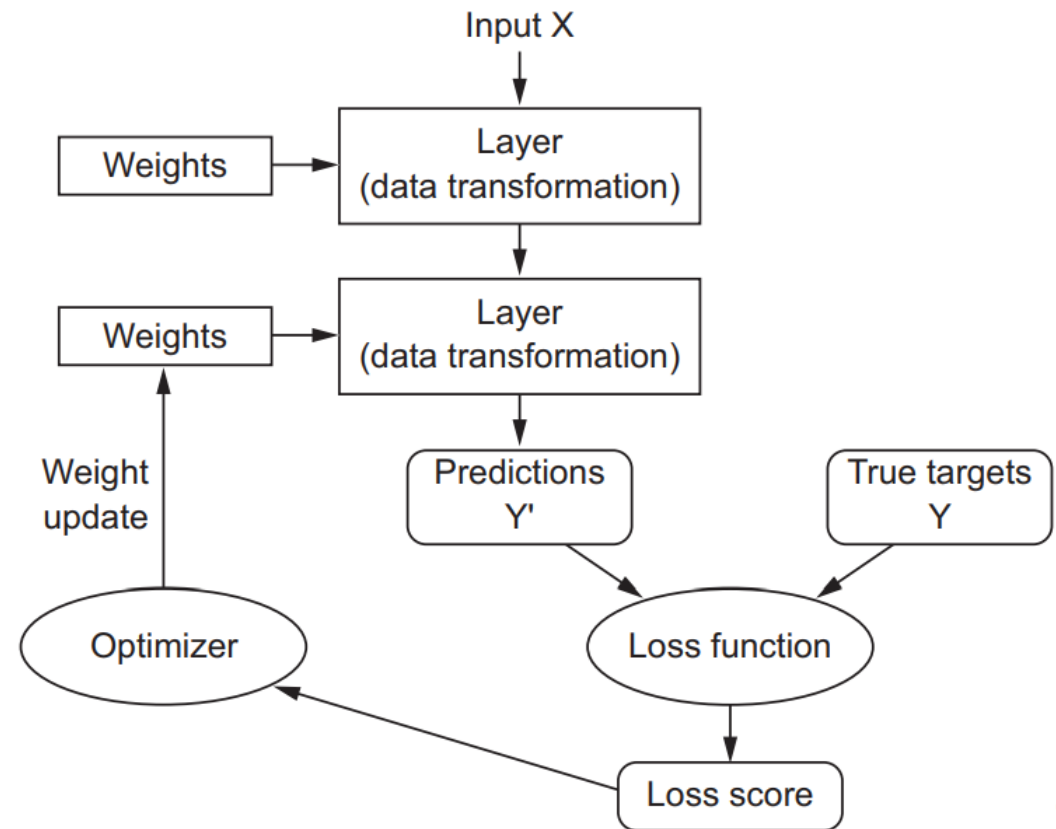 Input X
Layer
(data transformation)
Weights
Layer
(data transformation)
Weights
Predictions
Y'
True targets
Y
Weight
update
Optimizer
Loss function
Loss score